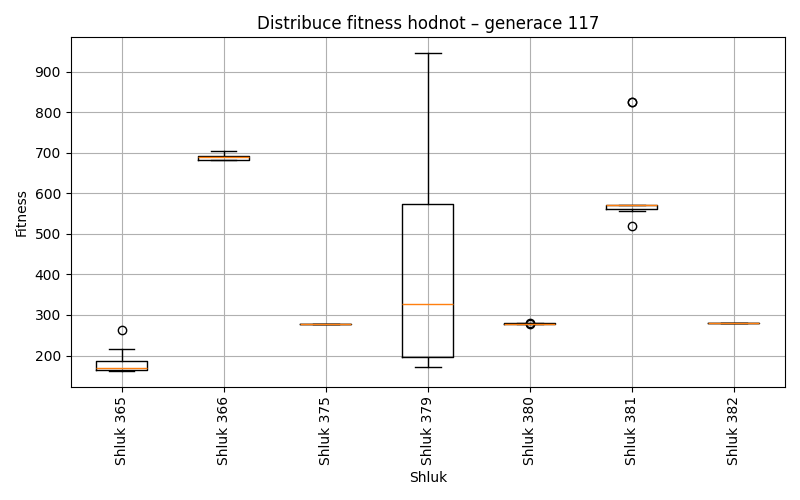 Distribuce fitness hodnot – generace 117
Fitness
900
800
700
600
500
400
300
200
Shluk 365
Shluk 366
Shluk 375
Shluk 379
Shluk 380
Shluk 381
Shluk 382
Shluk